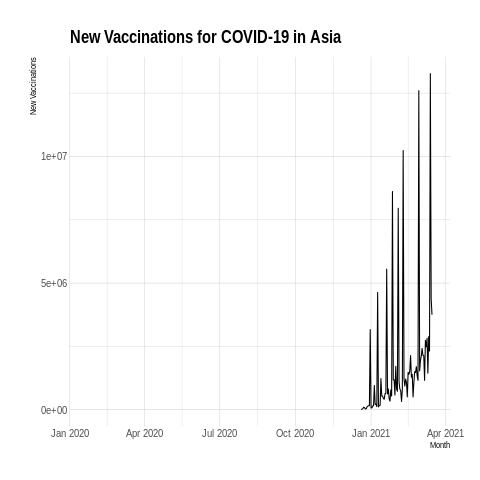 New Vaccinations for COVID-19 in Asia
New Vaccinations
1e+07
5e+06
0e+00
Jan 2020 Apr 2020 Jul 2020 Oct 2020 Jan 2021 Apr 2021
Month